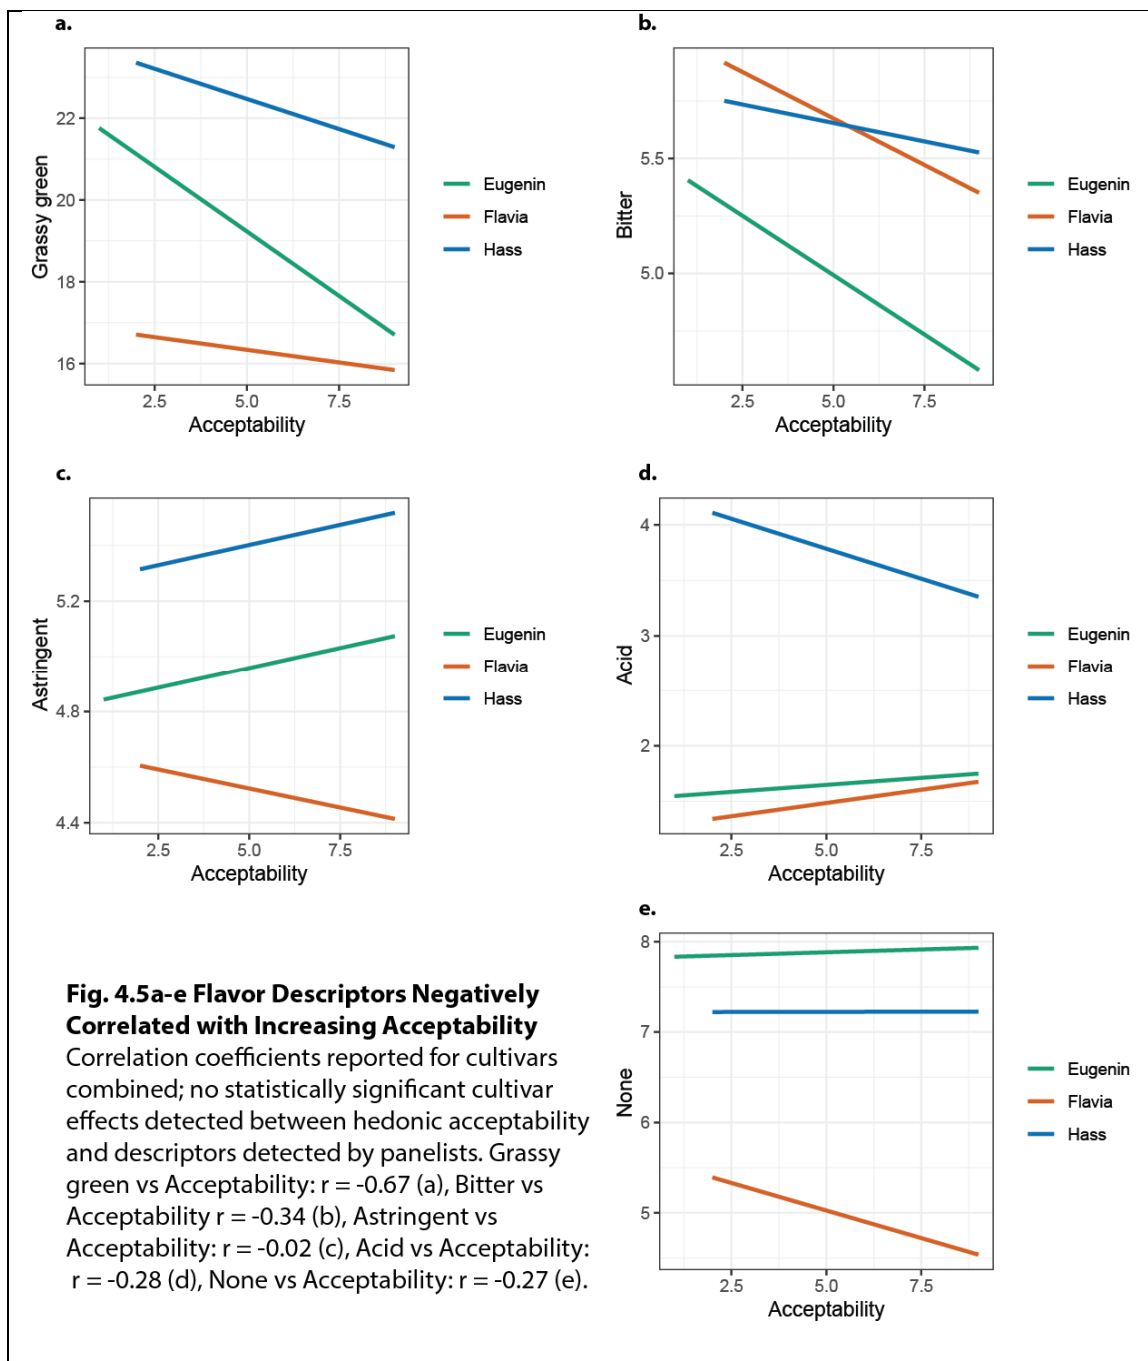 a.
Grassy green
22
20
18
16
2.5 5.0 7.5
Acceptability
Eugenin
Flavia
Hass
b.
Bitter
5.5
5.0
2.5 5.0 7.5
Acceptability
Eugenin
Flavia
Hass
c.
Astringent
5.2
4.8
4.4
2.5 5.0 7.5
Acceptability
Eugenin
Flavia
Hass
d.
Acid
4
3
2
2.5 5.0 7.5
Acceptability
Eugenin
Flavia
Hass
e.
None
8
7
6
5
2.5 5.0 7.5
Acceptability
Eugenin
Flavia
Hass
Fig. 4.5a-e Flavor Descriptors Negatively
Correlated with Increasing Acceptability
Correlation coefficients reported for cultivars
combined; no statistically significant cultivar
effects detected between hedonic acceptability
and descriptors detected by panelists. Grassy
green vs Acceptability: r = -0.67 (a), Bitter vs
Acceptability r = -0.34 (b), Astringent vs
Acceptability: r = -0.02 (c), Acid vs Acceptability:
r = -0.28 (d), None vs Acceptability: r = -0.27 (e).